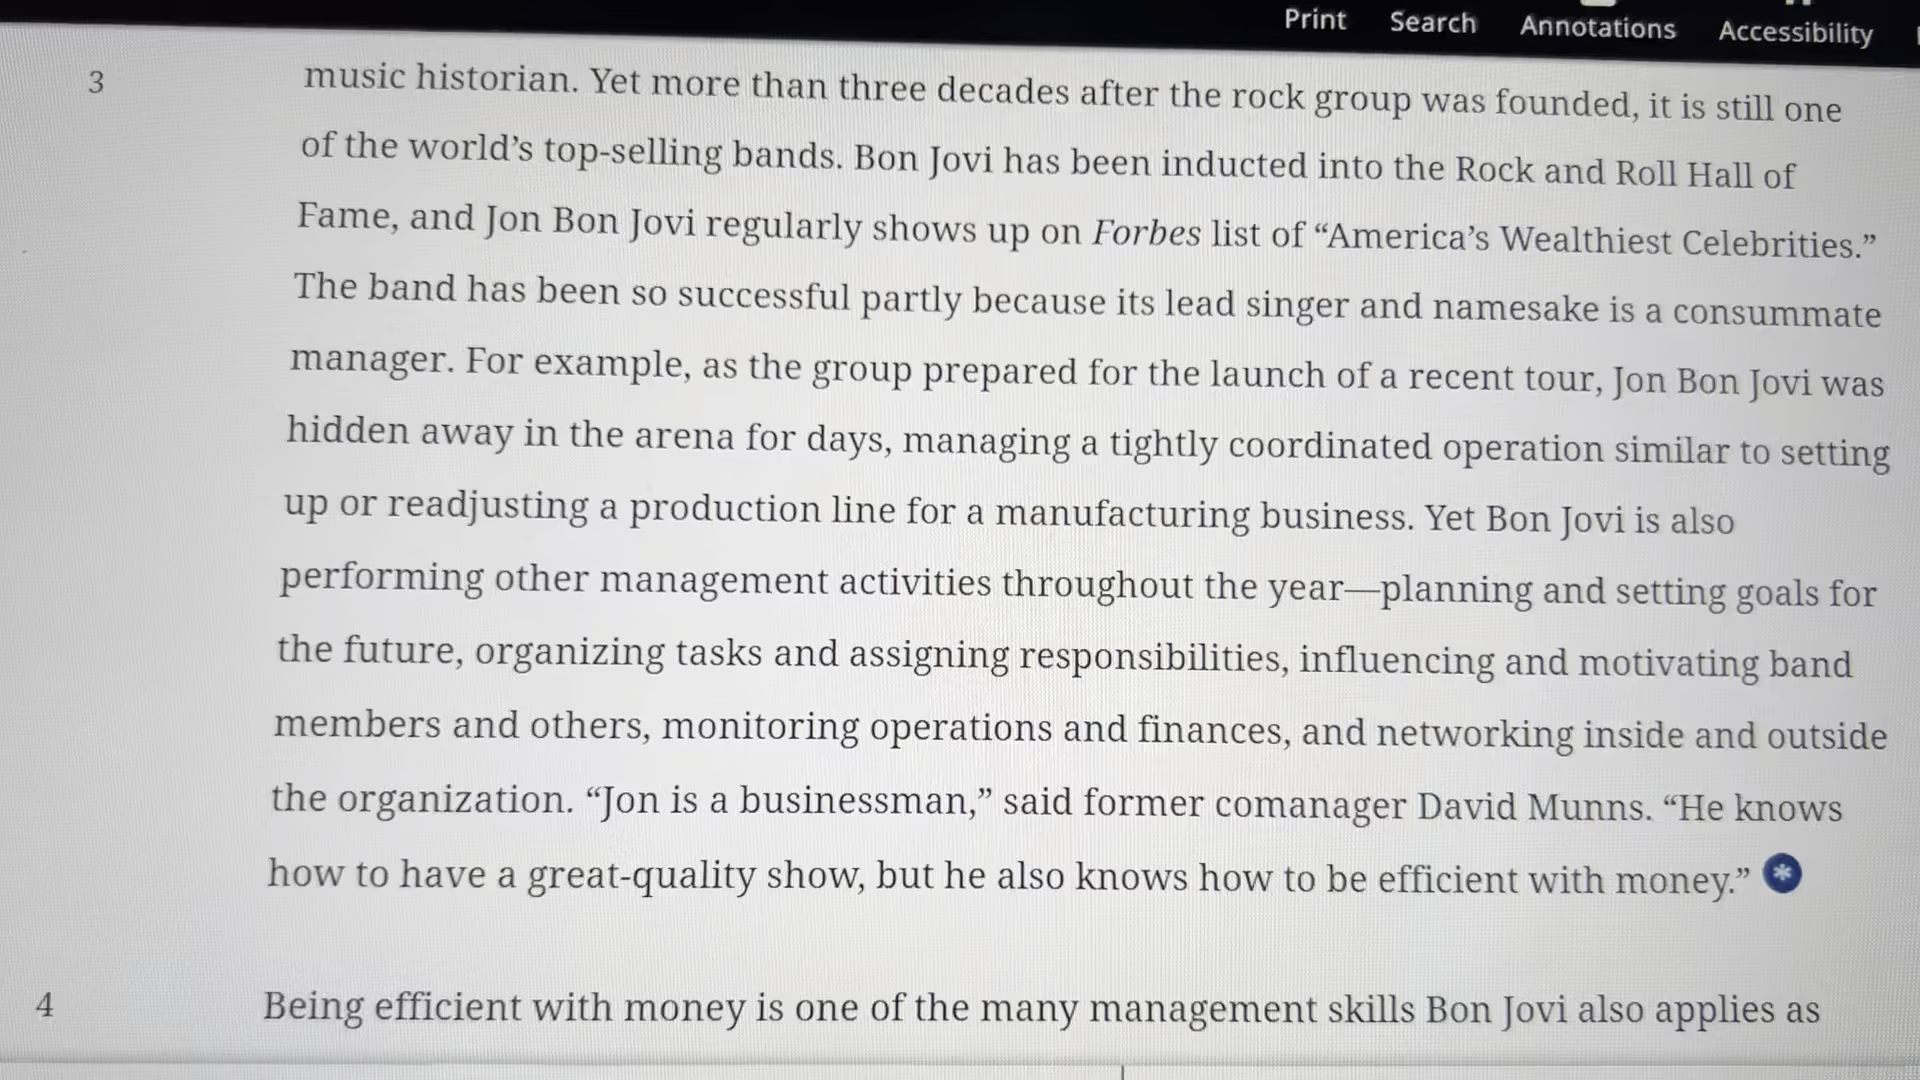 Print Search Annotations Accessibility
3
music historian. Yet more than three decades after the rock group was founded, it is still one
of the world’s top-selling bands. Bon Jovi has been inducted into the Rock and Roll Hall of
Fame, and Jon Bon Jovi regularly shows up on Forbes list of “America’s Wealthiest Celebrities.”
The band has been so successful partly because its lead singer and namesake is a consummate
manager. For example, as the group prepared for the launch of a recent tour, Jon Bon Jovi was
hidden away in the arena for days, managing a tightly coordinated operation similar to setting
up or readjusting a production line for a manufacturing business. Yet Bon Jovi is also
performing other management activities throughout the year—planning and setting goals for
the future, organizing tasks and assigning responsibilities, influencing and motivating band
members and others, monitoring operations and finances, and networking inside and outside
the organization. “Jon is a businessman,” said former comanager David Munns. “He knows
how to have a great-quality show, but he also knows how to be efficient with money.” *
4
Being efficient with money is one of the many management skills Bon Jovi also applies as